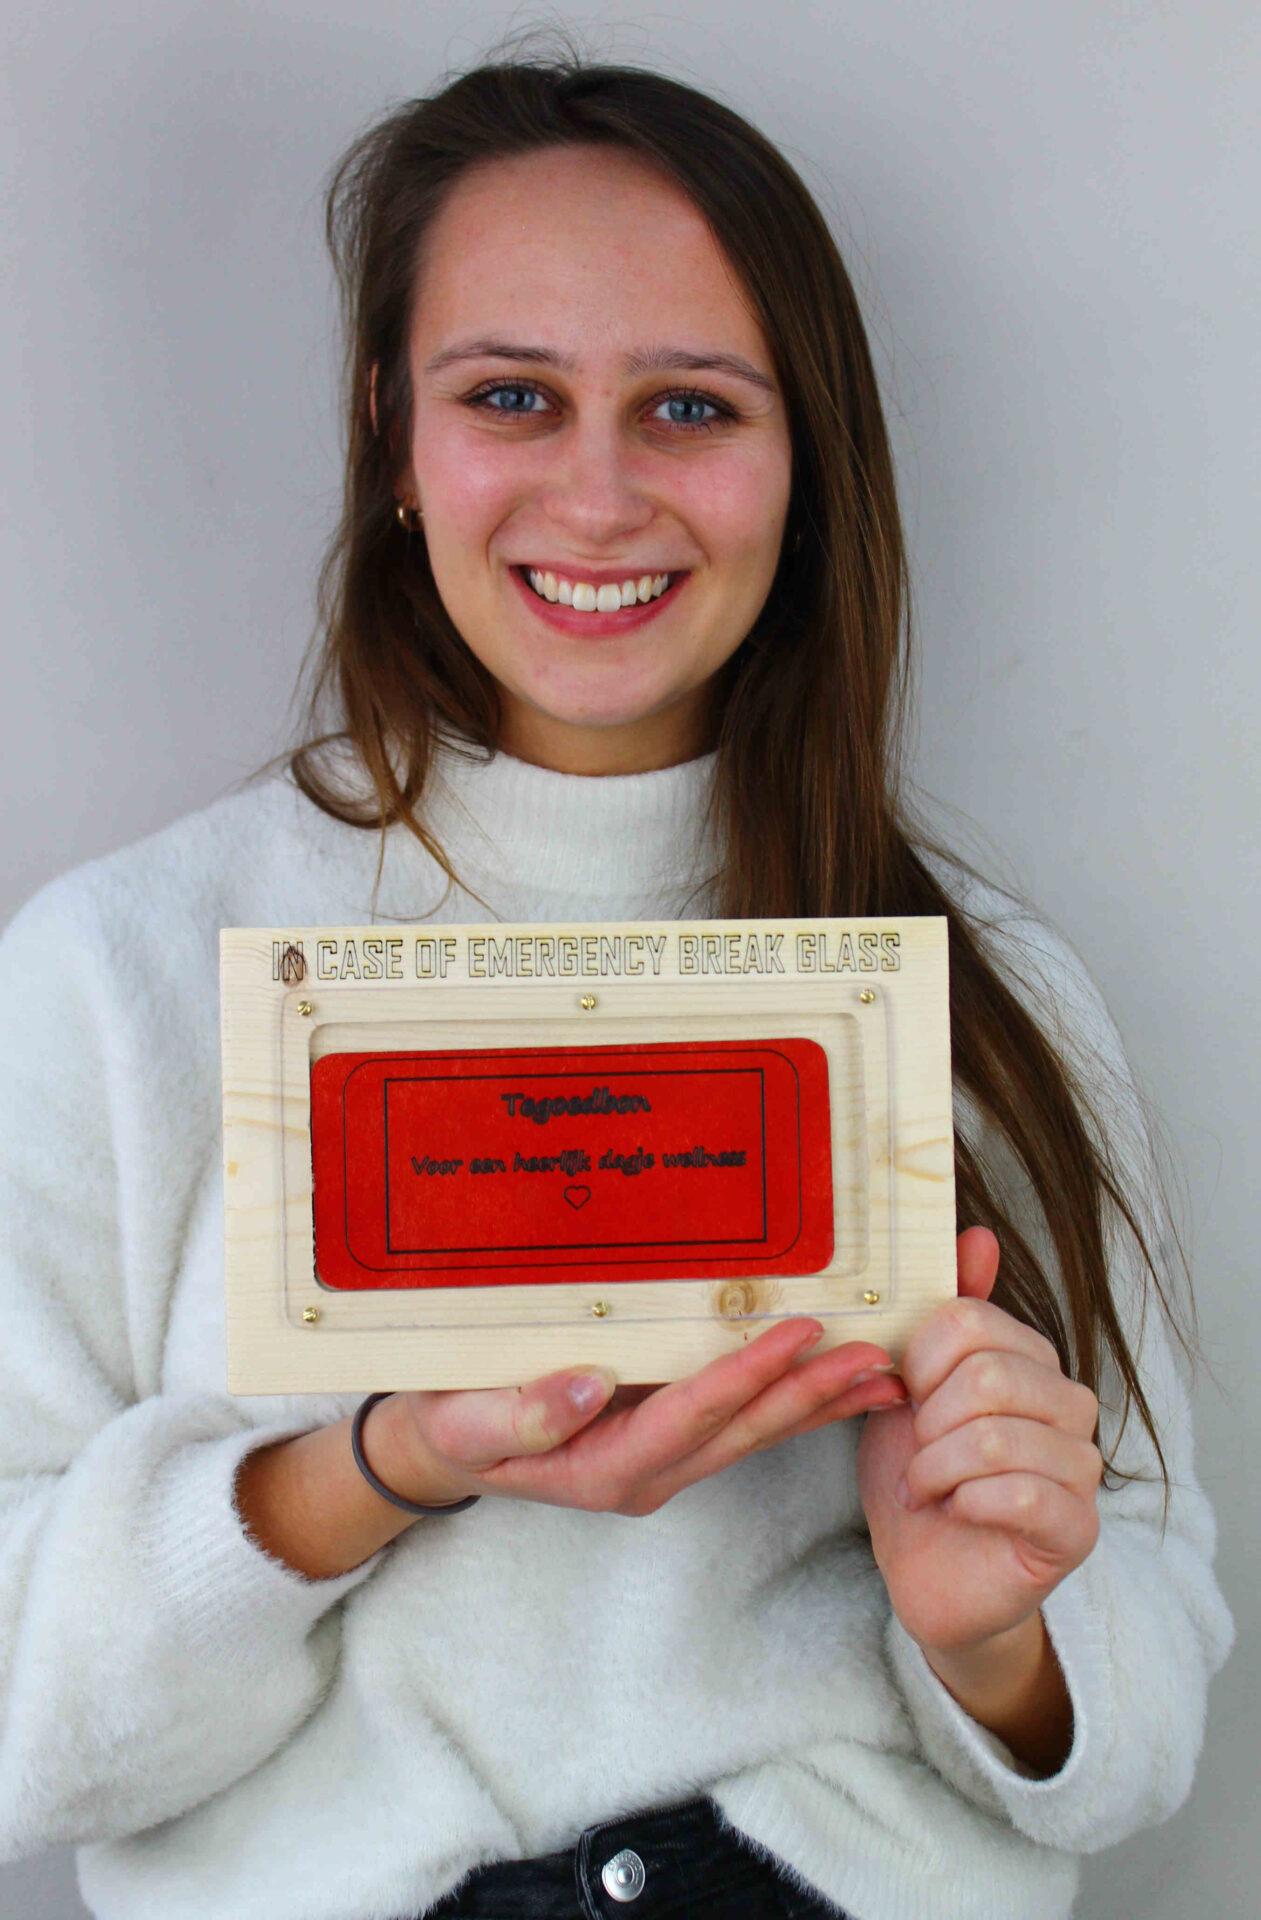 IN CASE OF EMERGENCY BREAK GLASS
Tegoedbon
Voor een heerlijk dagje wellness